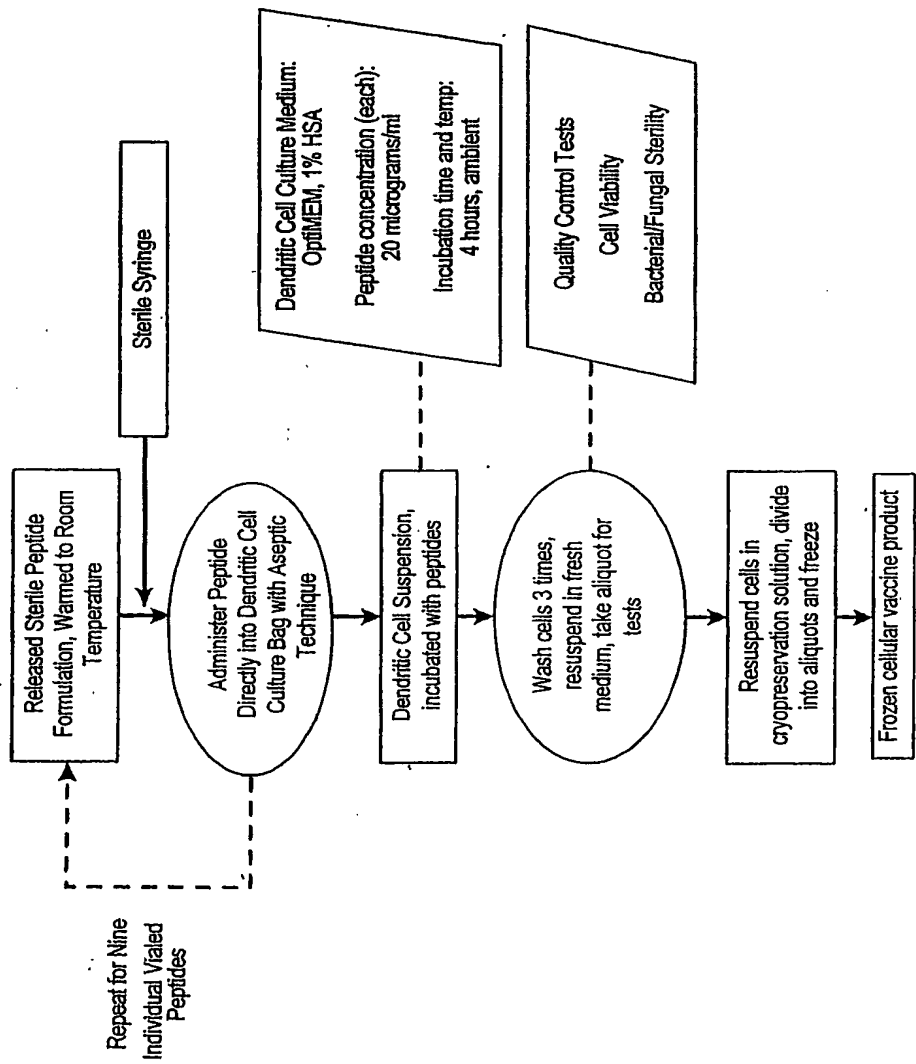 Repeat for Nine
Individual Vialed
Peptides
Released Sterile Peptide
Formulation, Warmed to Room
Temperature
Sterile Syringe
Administer Peptide
Directly into Dendritic Cell
Culture Bag with Aseptic
Technique
Dendritic Cell Suspension,
incubated with peptides
Dendritic Cell Culture Medium:
OptiMEM, 1% HSA
Peptide concentration (each):
20 micrograms/ml
Incubation time and temp:
4 hours, ambient
Wash cells 3 times,
resuspend in fresh
medium, take aliquot for
tests
Quality Control Tests
Cell Viability
Bacterial/Fungal Sterility
Resuspend cells in
cryopreservation solution, divide
into aliquots and freeze
Frozen cellular vaccine product